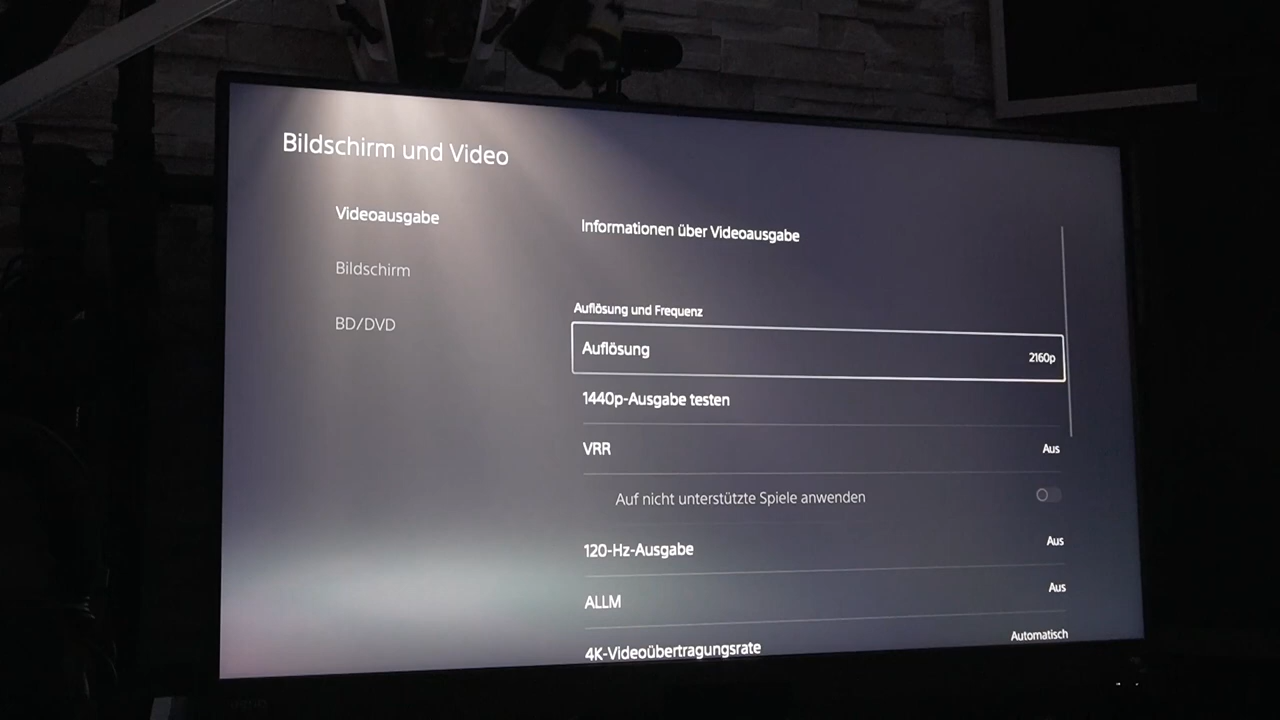 Bildschirm und Video
Videoausgabe
Bildschirm
BD/DVD
Informationen über Videoausgabe
Auflösung und Frequenz
Auflösung 2160p
1440p-Ausgabe testen
VRR Aus
Auf nicht unterstützte Spiele anwenden
120-Hz-Ausgabe Aus
ALLM Aus
4K-Videoübertragungsrate Automatisch